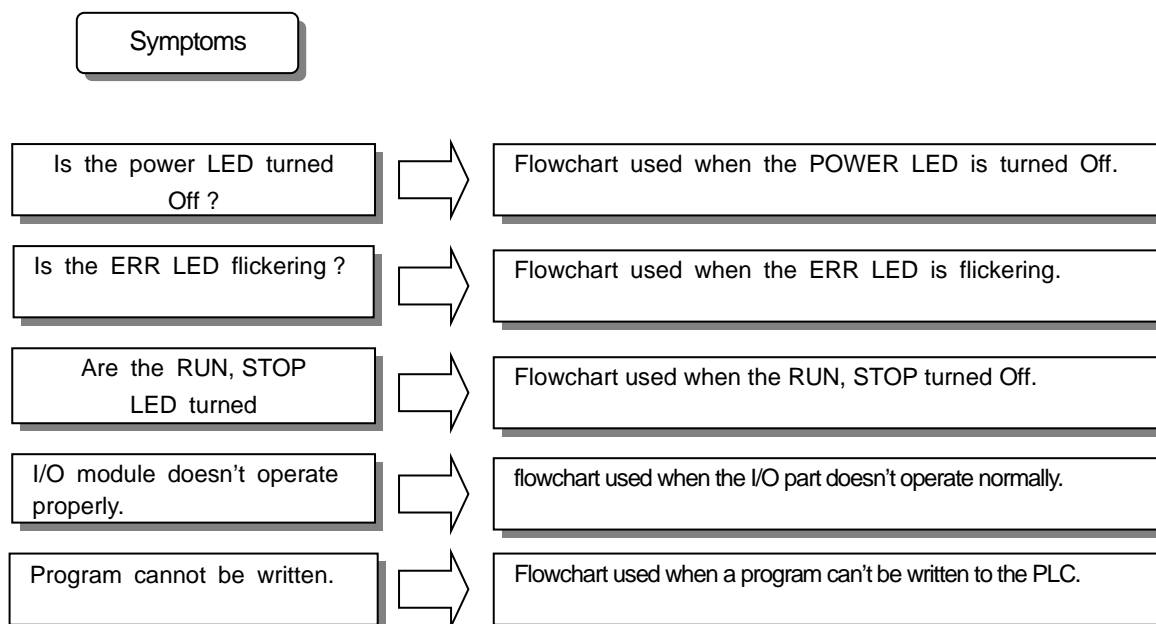 Symptoms
Is the power LED turned
Off ?
Flowchart used when the POWER LED is turned Off.
Is the ERR LED flickering ?
Flowchart used when the ERR LED is flickering.
Are the RUN, STOP
LED turned
Flowchart used when the RUN, STOP turned Off.
I/O module doesn’t operate
properly.
flowchart used when the I/O part doesn’t operate normally.
Program cannot be written.
Flowchart used when a program can’t be written to the PLC.